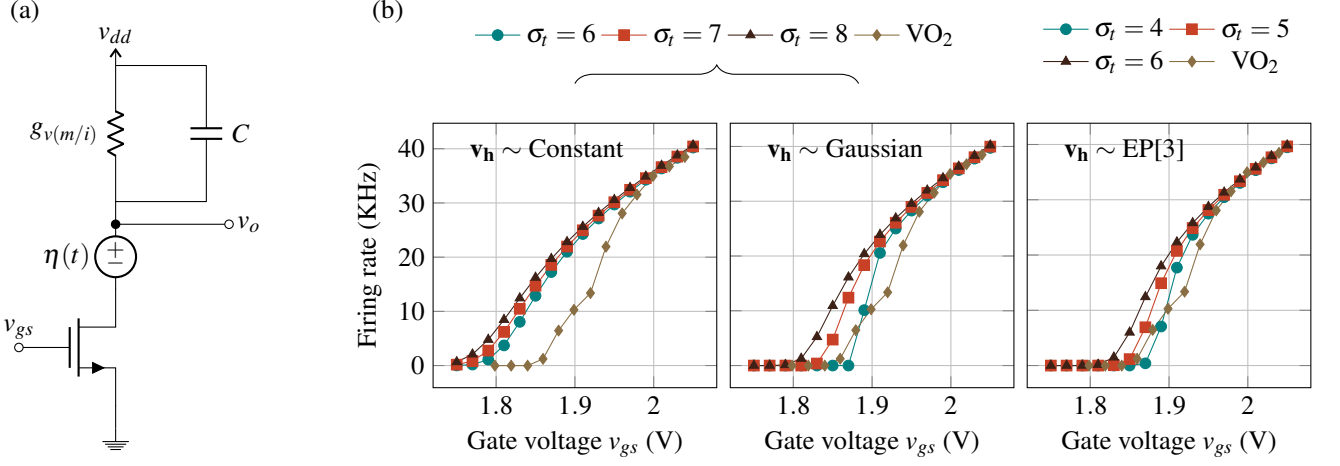 (a)
v_dd
g_v(m/i)
C
v_o
η(t)
+
−
v_gs
(b)
σ_t = 6 σ_t = 7 σ_t = 8 VO₂
σ_t = 4 σ_t = 5
σ_t = 6 VO₂
v_h ∼ Constant
v_h ∼ Gaussian
v_h ∼ EP[3]
Firing rate (KHz)
40
30
20
10
0
1.8 1.9 2
1.8 1.9 2
1.8 1.9 2
Gate voltage v_gs (V)
Gate voltage v_gs (V)
Gate voltage v_gs (V)